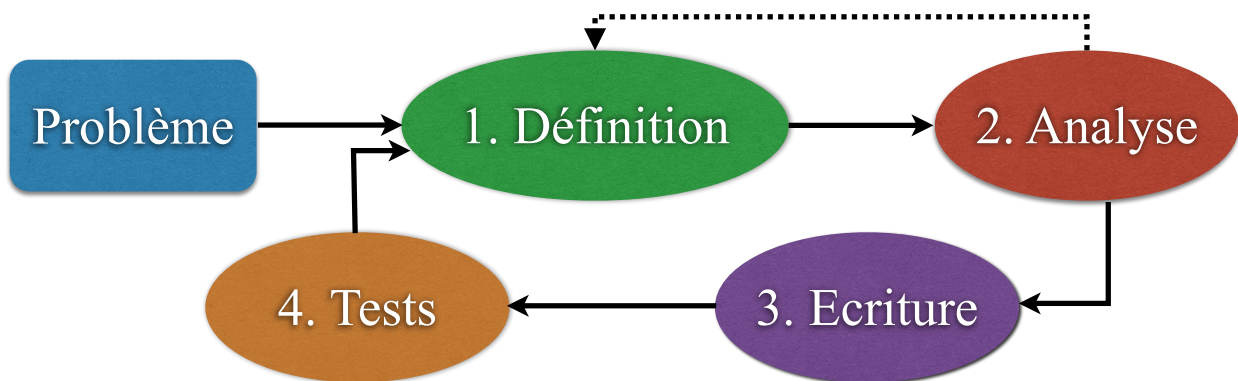 Problème
1. Définition
2. Analyse
3. Ecriture
4. Tests